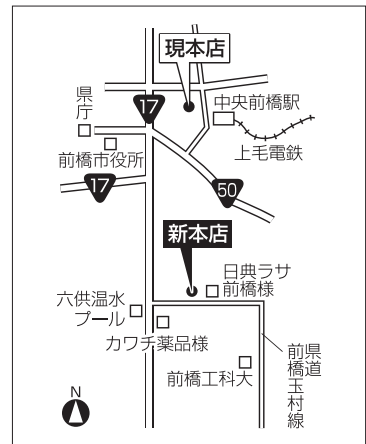 現本店
17
県庁
中央前橋駅
上毛電鉄
前橋市役所
17
50
新本店
日典ラサ
前橋様
六供温水
プール
カワチ薬品様
前橋工科大
県道
前橋玉村線
N